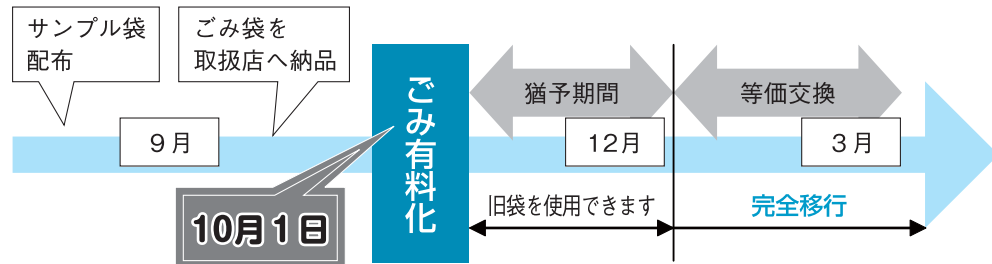 サンプル袋
配布
ごみ袋を
取扱店へ納品
9月
10月1日
ごみ有料化
猶予期間
12月
旧袋を使用できます
等価交換
3月
完全移行